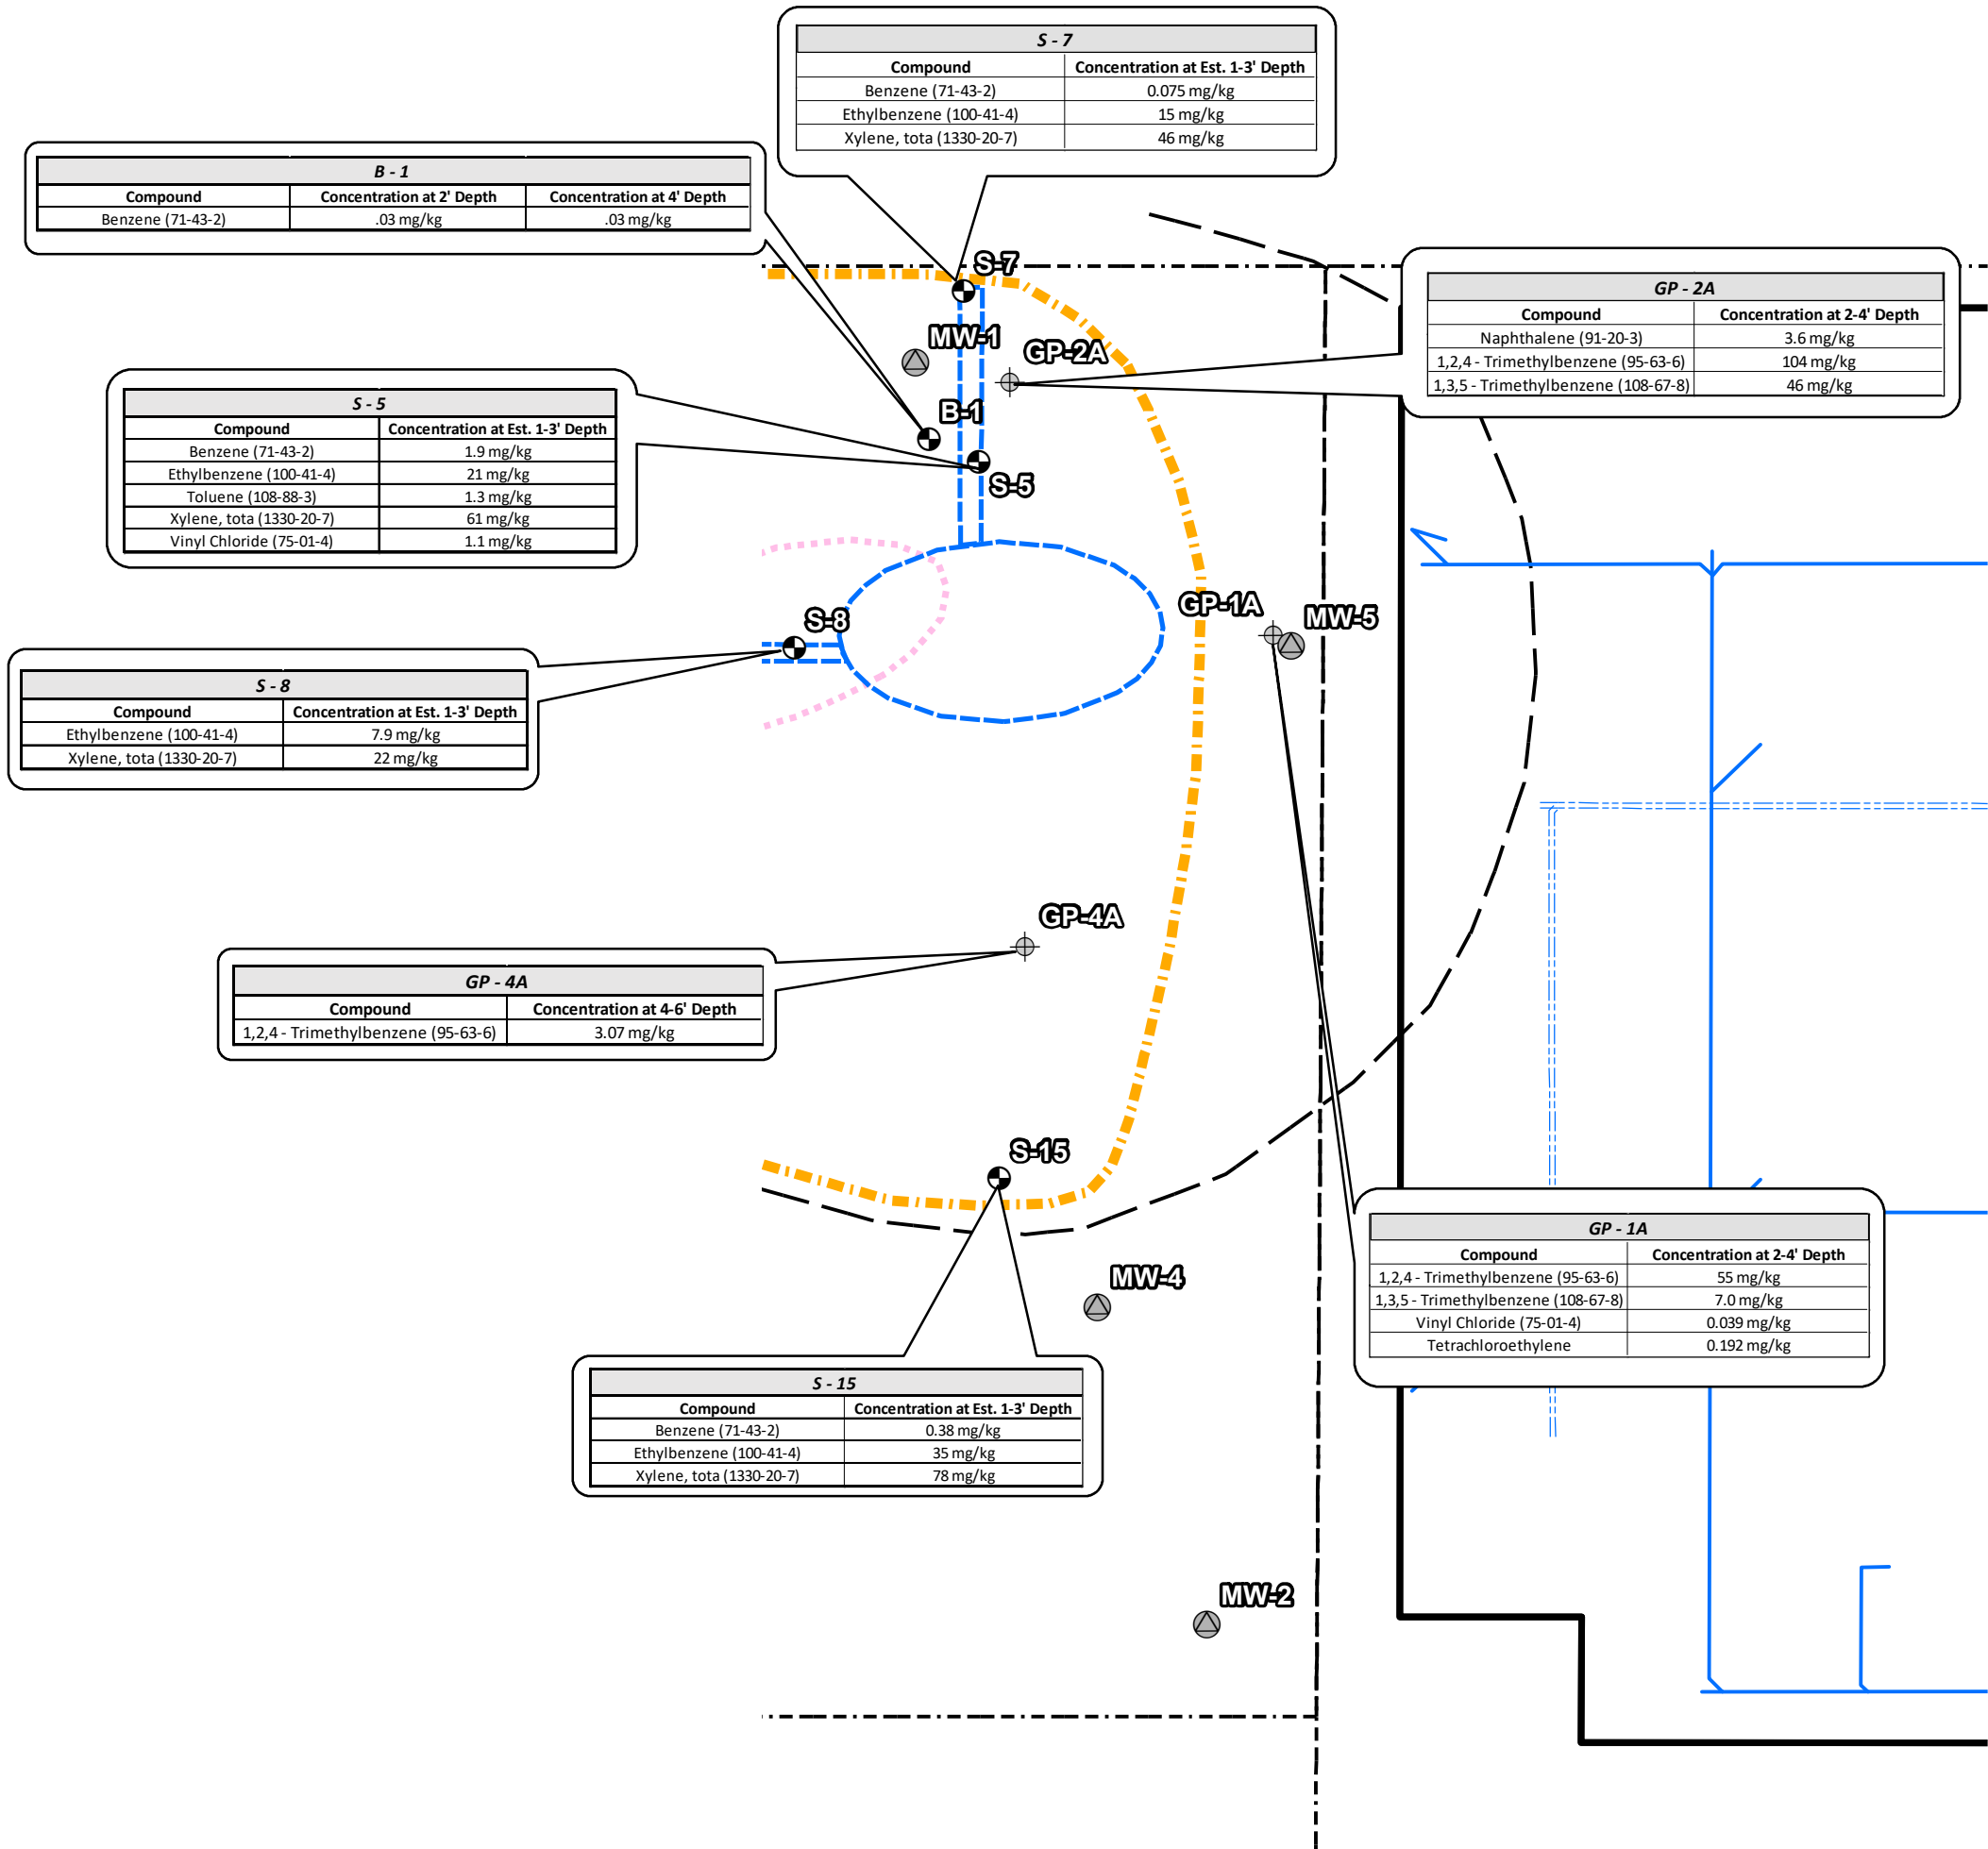 S - 7
Compound Concentration at Est. 1-3' Depth
Benzene (71-43-2) 0.075 mg/kg
Ethylbenzene (100-41-4) 15 mg/kg
Xylene, tota (1330-20-7) 46 mg/kg
B - 1
Compound Concentration at 2' Depth Concentration at 4' Depth
Benzene (71-43-2) .03 mg/kg .03 mg/kg
S-7
GP - 2A
Compound Concentration at 2-4' Depth
Naphthalene (91-20-3) 3.6 mg/kg
1,2,4 - Trimethylbenzene (95-63-6) 104 mg/kg
1,3,5 - Trimethylbenzene (108-67-8) 46 mg/kg
MW-1
GP-2A
B-1
S - 5
Compound Concentration at Est. 1-3' Depth
Benzene (71-43-2) 1.9 mg/kg
Ethylbenzene (100-41-4) 21 mg/kg
Toluene (108-88-3) 1.3 mg/kg
Xylene, tota (1330-20-7) 61 mg/kg
Vinyl Chloride (75-01-4) 1.1 mg/kg
S-5
GP-1A
MW-5
S-8
S - 8
Compound Concentration at Est. 1-3' Depth
Ethylbenzene (100-41-4) 7.9 mg/kg
Xylene, tota (1330-20-7) 22 mg/kg
GP-4A
GP - 4A
Compound Concentration at 4-6' Depth
1,2,4 - Trimethylbenzene (95-63-6) 3.07 mg/kg
S-15
GP - 1A
Compound Concentration at 2-4' Depth
1,2,4 - Trimethylbenzene (95-63-6) 55 mg/kg
1,3,5 - Trimethylbenzene (108-67-8) 7.0 mg/kg
Vinyl Chloride (75-01-4) 0.039 mg/kg
Tetrachloroethylene 0.192 mg/kg
MW-4
S - 15
Compound Concentration at Est. 1-3' Depth
Benzene (71-43-2) 0.38 mg/kg
Ethylbenzene (100-41-4) 35 mg/kg
Xylene, tota (1330-20-7) 78 mg/kg
MW-2